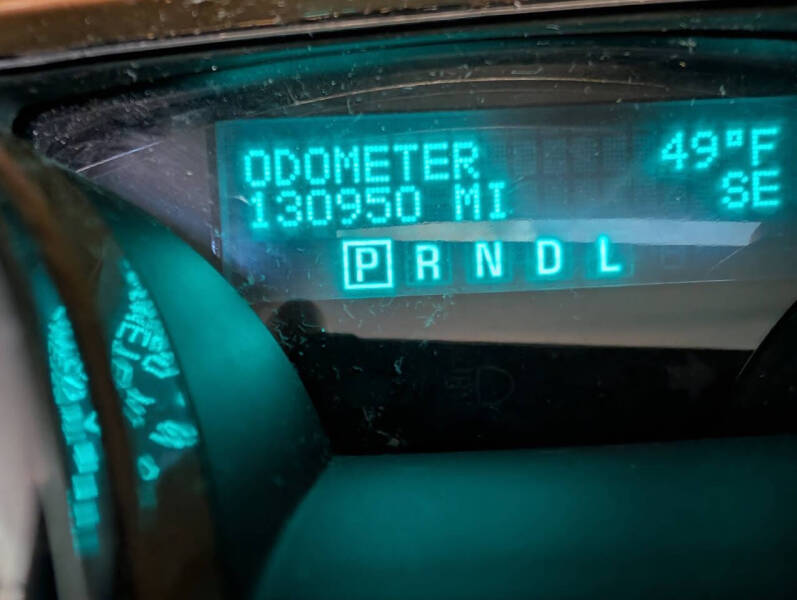 ODOMETER 49°F
130950 MI SE
P R N D L